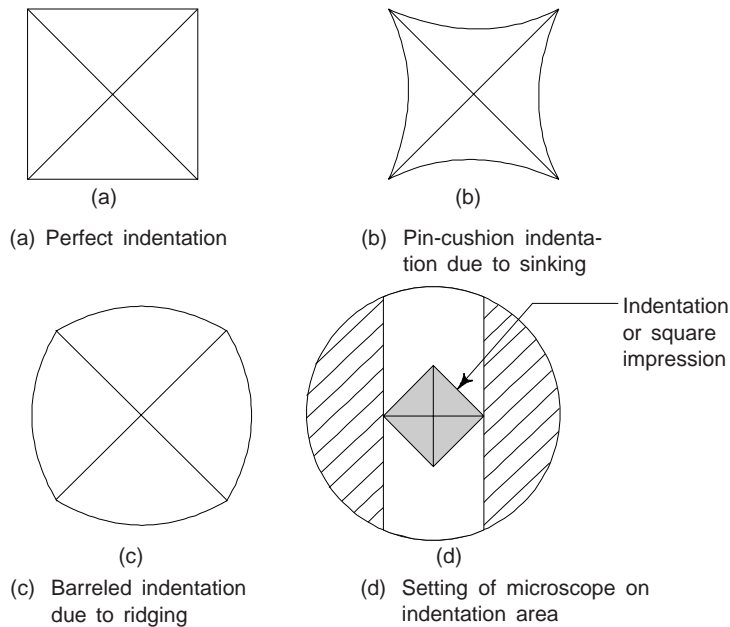 (a)
(b)
(a) Perfect indentation
(b) Pin-cushion indenta-
tion due to sinking
Indentation
or square
impression
(c)
(d)
(c) Barreled indentation
due to ridging
(d) Setting of microscope on
indentation area